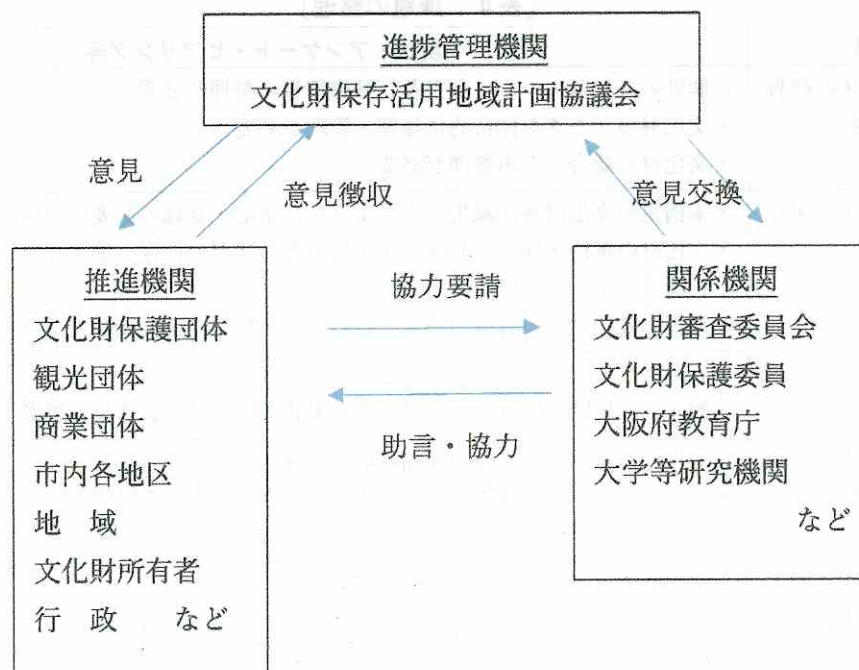 進捗管理機関
文化財保存活用地域計画協議会
意見
意見徴収
意見交換
推進機関
文化財保護団体
観光団体
商業団体
市内各地区
地　域
文化財所有者
行　政　　など
協力要請
助言・協力
関係機関
文化財審査委員会
文化財保護委員
大阪府教育庁
大学等研究機関
など